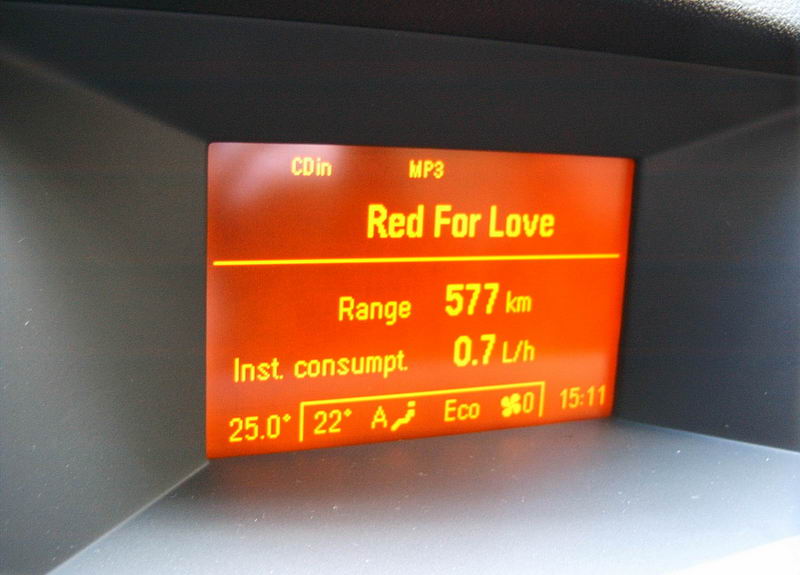 CDin MP3
Red For Love
Range 577 km
Inst. consumpt. 0.7 L/h
25.0° 22° A Eco 0 15:11